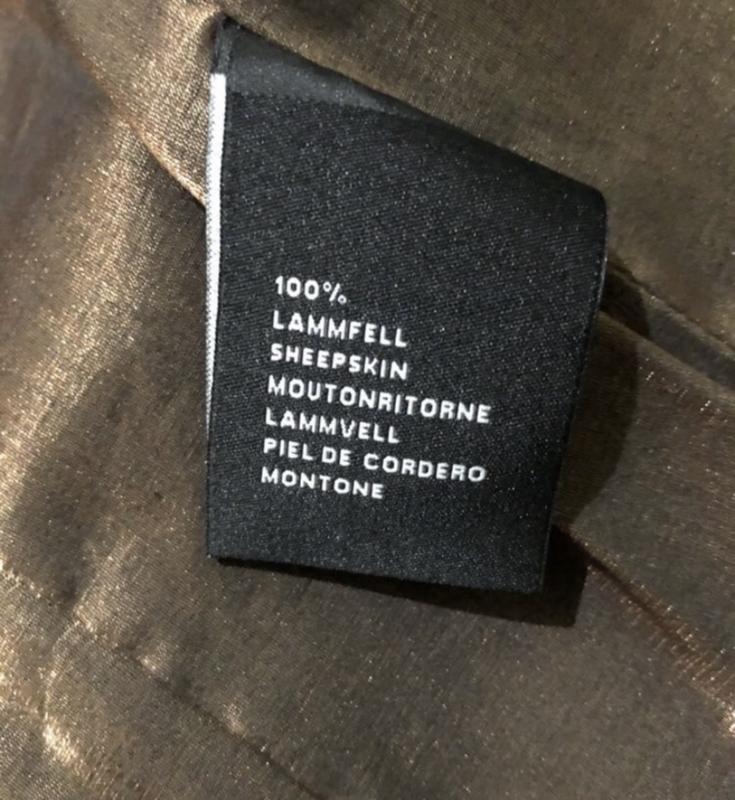 100%
LAMMFELL
SHEEPSKIN
MOUTONRITORNE
LAMMVELL
PIEL DE CORDERO
MONTONE